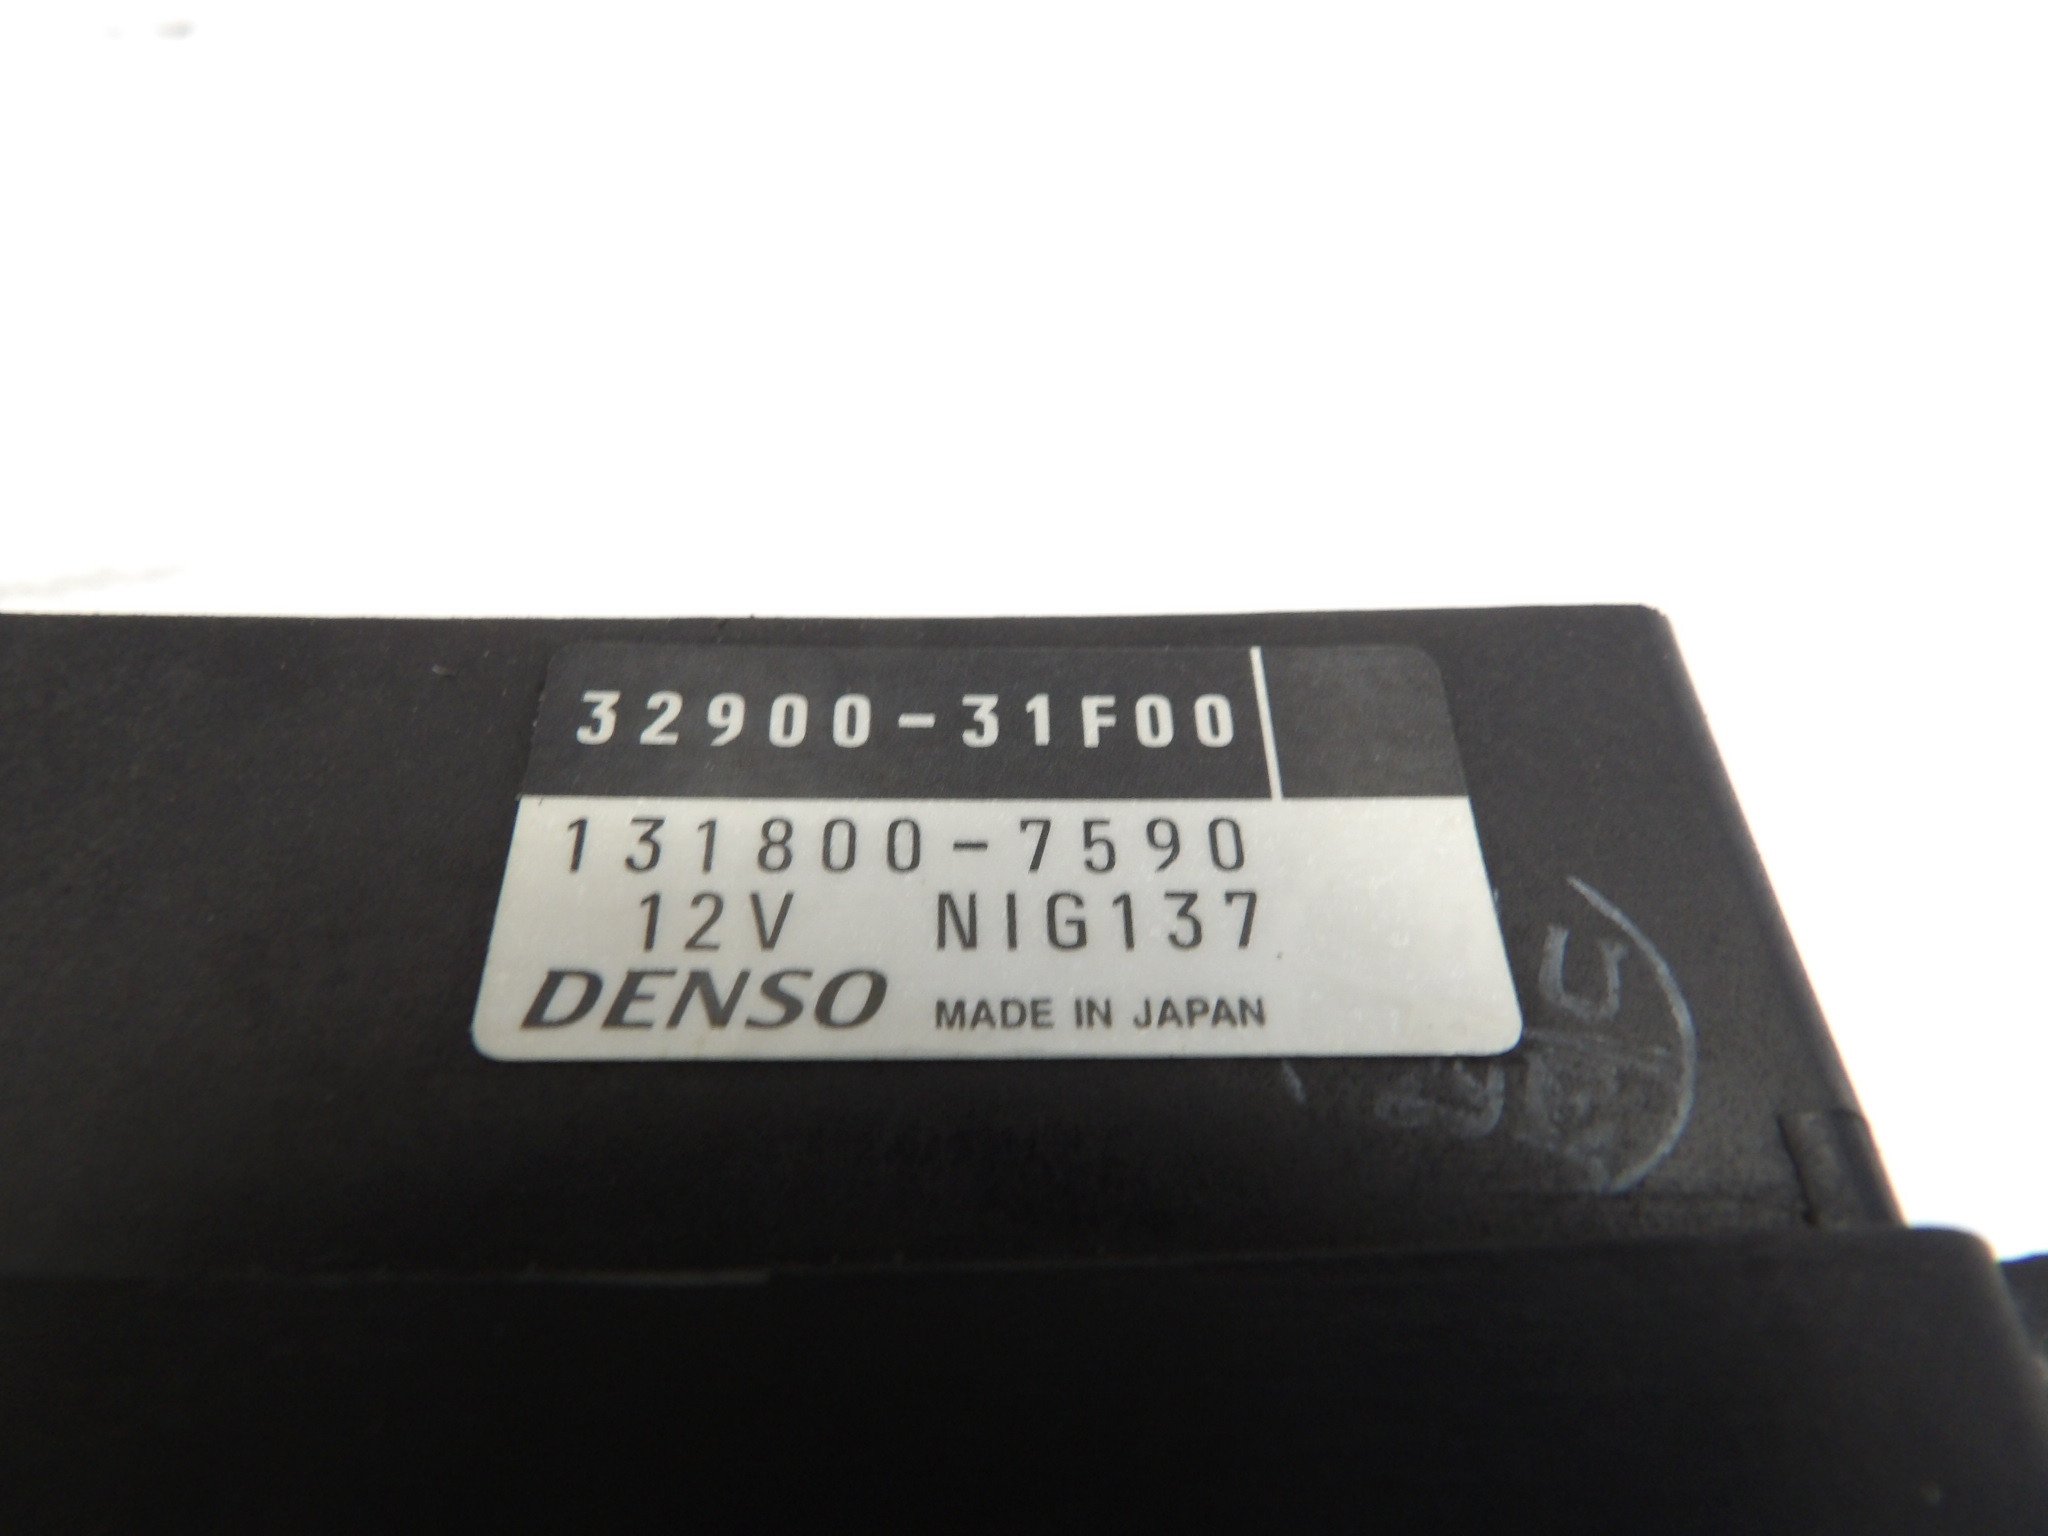 32900-31F00
131800-7590
12V NIG137
DENSO MADE IN JAPAN